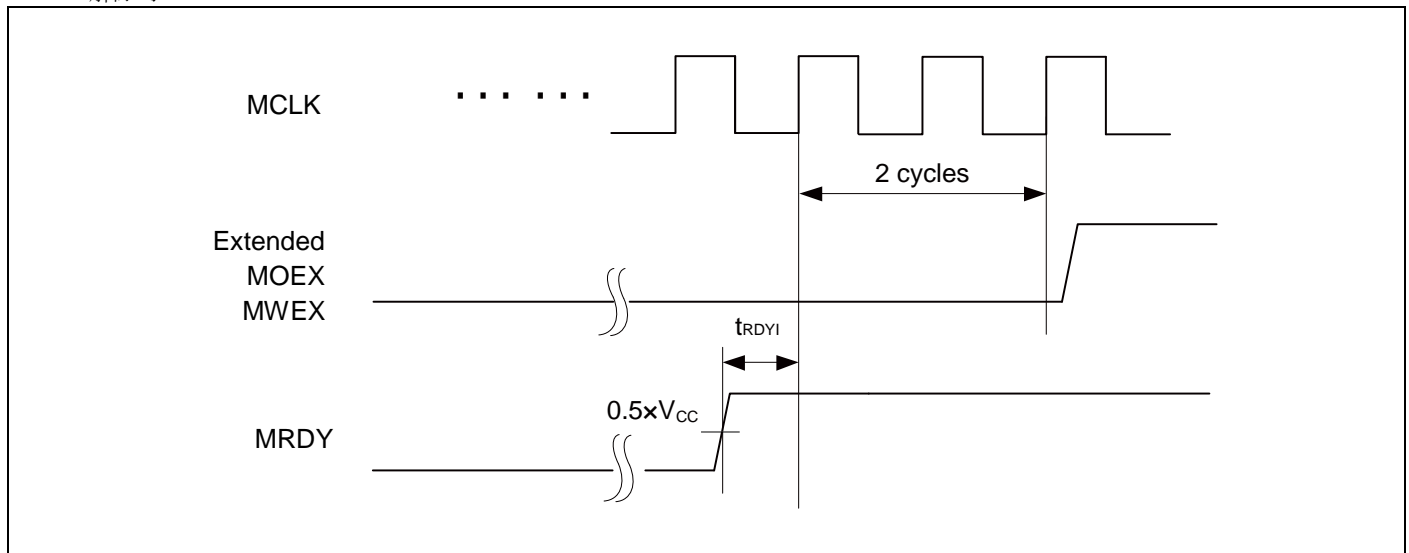 MCLK
··· ···
2 cycles
Extended
MOEX
MWEX
tRDYI
0.5×VCC
MRDY